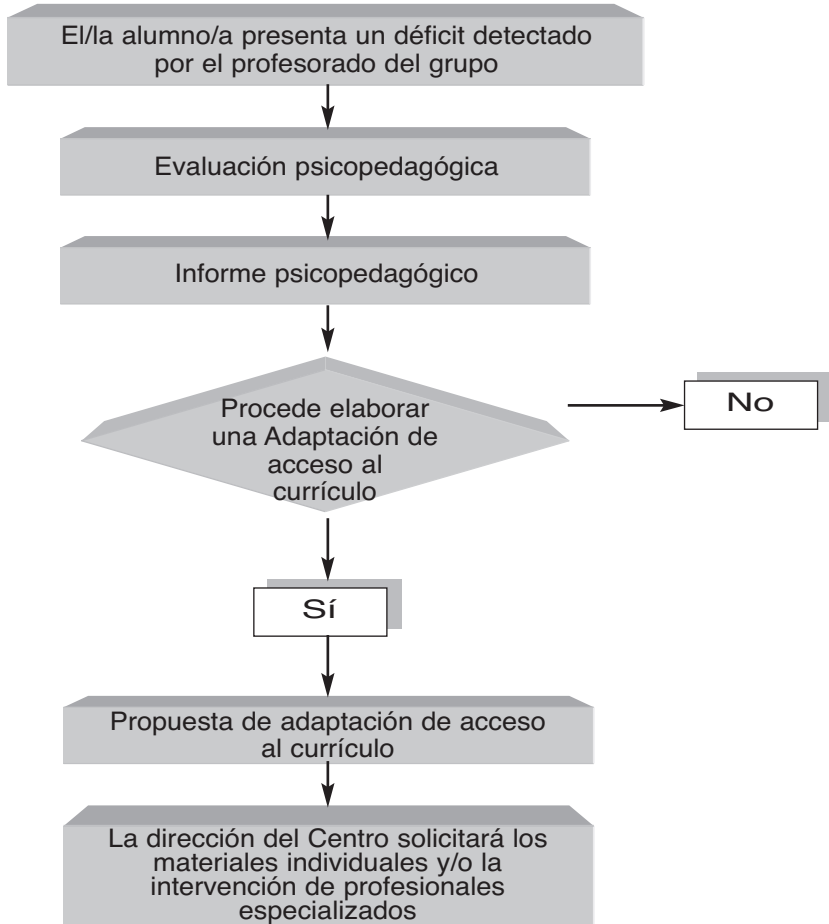 El/la alumno/a presenta un déficit detectado
por el profesorado del grupo
Evaluación psicopedagógica
Informe psicopedagógico
Procede elaborar
una Adaptación de
acceso al
currículo
No
Sí
Propuesta de adaptación de acceso
al currículo
La dirección del Centro solicitará los
materiales individuales y/o la
intervención de profesionales
especializados